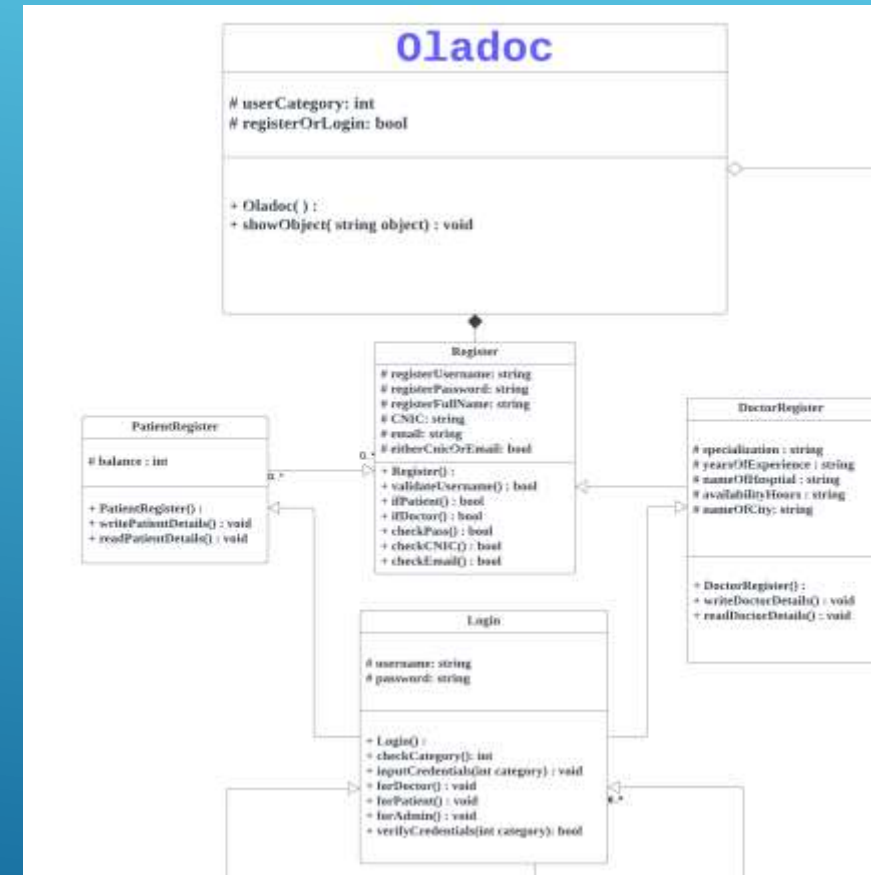 Oladoc
# userCategory: int
# registerOrLogin: bool
+ Oladoc( ) :
+ showObject( string object) : void
Register
# registerUsername: string
# registerPassword: string
# registerFullName: string
# CNIC: string
# email: string
# eitherCnicOrEmail: bool
+ Register() :
+ validateUsername() : bool
+ ifPatient() : bool
+ ifDoctor() : bool
+ checkPass() : bool
+ checkCNIC() : bool
+ checkEmail() : bool
PatientRegister
# balance : int
+ PatientRegister() :
+ writePatientDetails() : void
+ readPatientDetails() : void
0..*
0..*
DoctorRegister
# specialization : string
# yearsOfExperience : string
# nameOfHosptial : string
# availabilityHours : string
# nameOfCity: string
+ DoctorRegister() :
+ writeDoctorDetails() : void
+ readDoctorDetails() : void
Login
# username: string
# password: string
+ Login() :
+ checkCategory(): int
+ inputCredentials(int category) : void
+ forDoctor() : void
+ forPatient() : void
+ forAdmin() : void
+ verifyCredentials(int category): bool